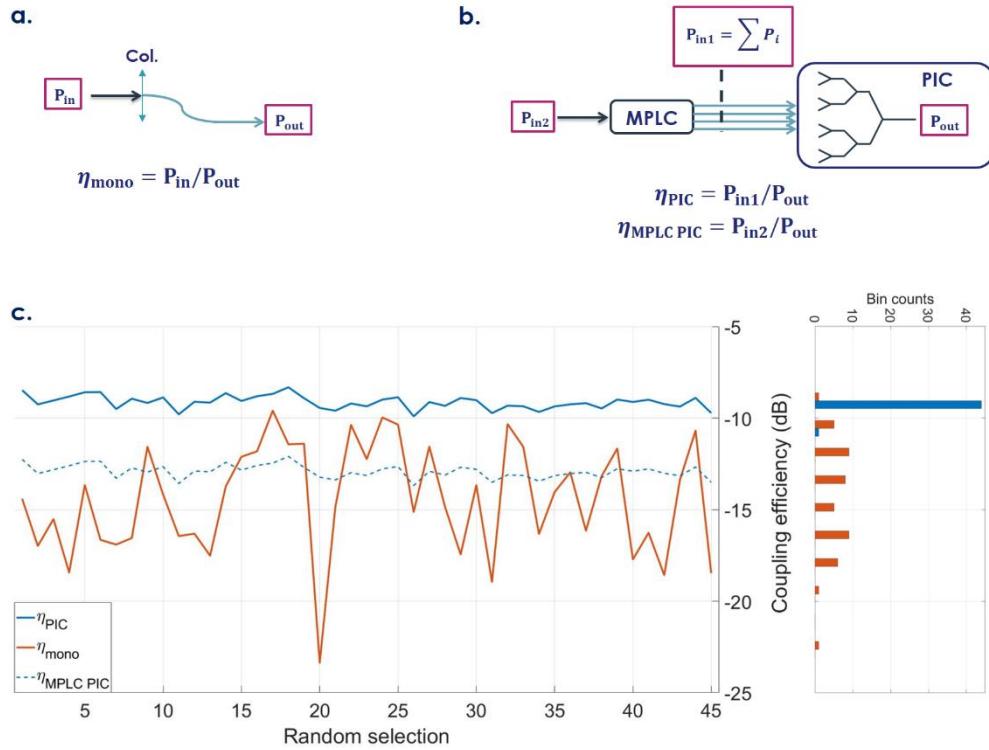 a.
Col.
P_in
P_out
η_mono = P_in/P_out
b.
P_in1 = ∑ P_i
P_in2
MPLC
PIC
P_out
η_PIC = P_in1/P_out
η_MPLC PIC = P_in2/P_out
c.
η_PIC
η_mono
η_MPLC PIC
5 10 15 20 25 30 35 40 45
Random selection
-5
-10
-15
-20
-25
Coupling efficiency (dB)
Bin counts
0 10 20 30 40